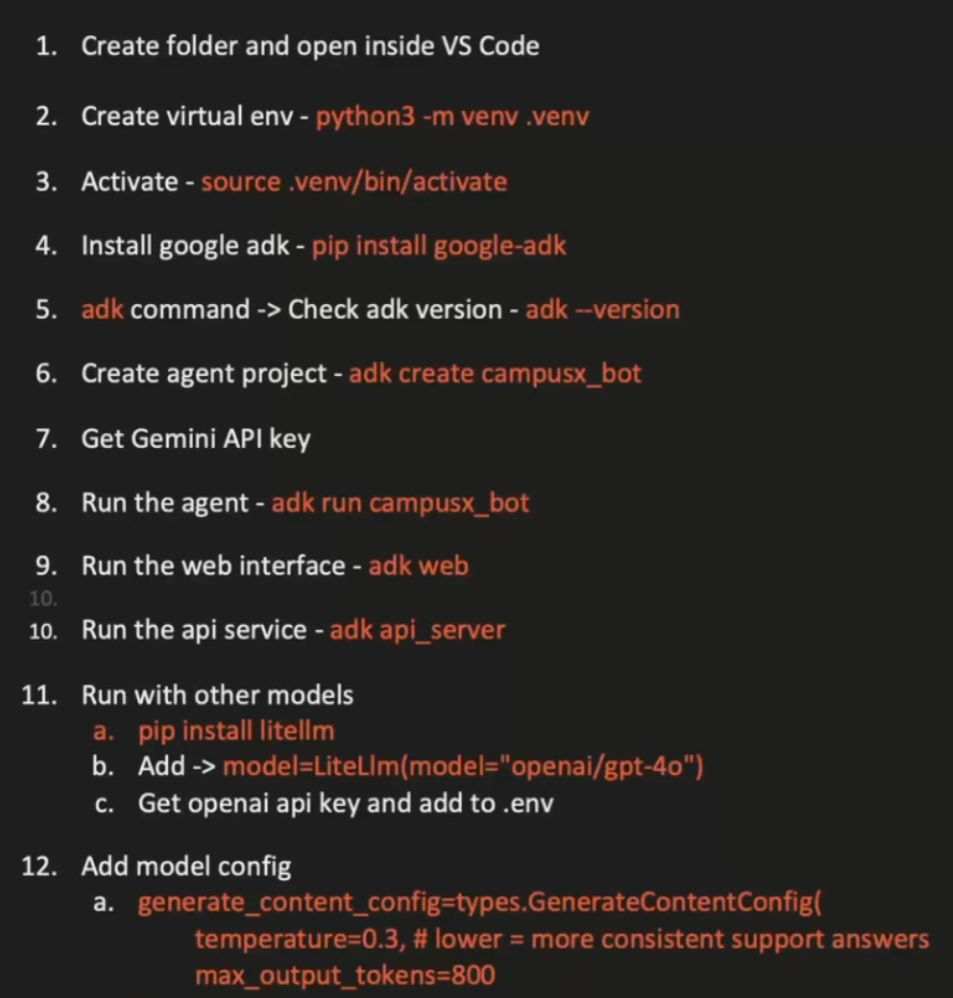 1. Create folder and open inside VS Code
2. Create virtual env - python3 -m venv .venv
3. Activate - source .venv/bin/activate
4. Install google adk - pip install google-adk
5. adk command -> Check adk version - adk --version
6. Create agent project - adk create campusx_bot
7. Get Gemini API key
8. Run the agent - adk run campusx_bot
9. Run the web interface - adk web
10.
10. Run the api service - adk api_server
11. Run with other models
a. pip install litellm
b. Add -> model=LiteLlm(model="openai/gpt-4o")
c. Get openai api key and add to .env
12. Add model config
a. generate_content_config=types.GenerateContentConfig(
temperature=0.3, # lower = more consistent support answers
max_output_tokens=800